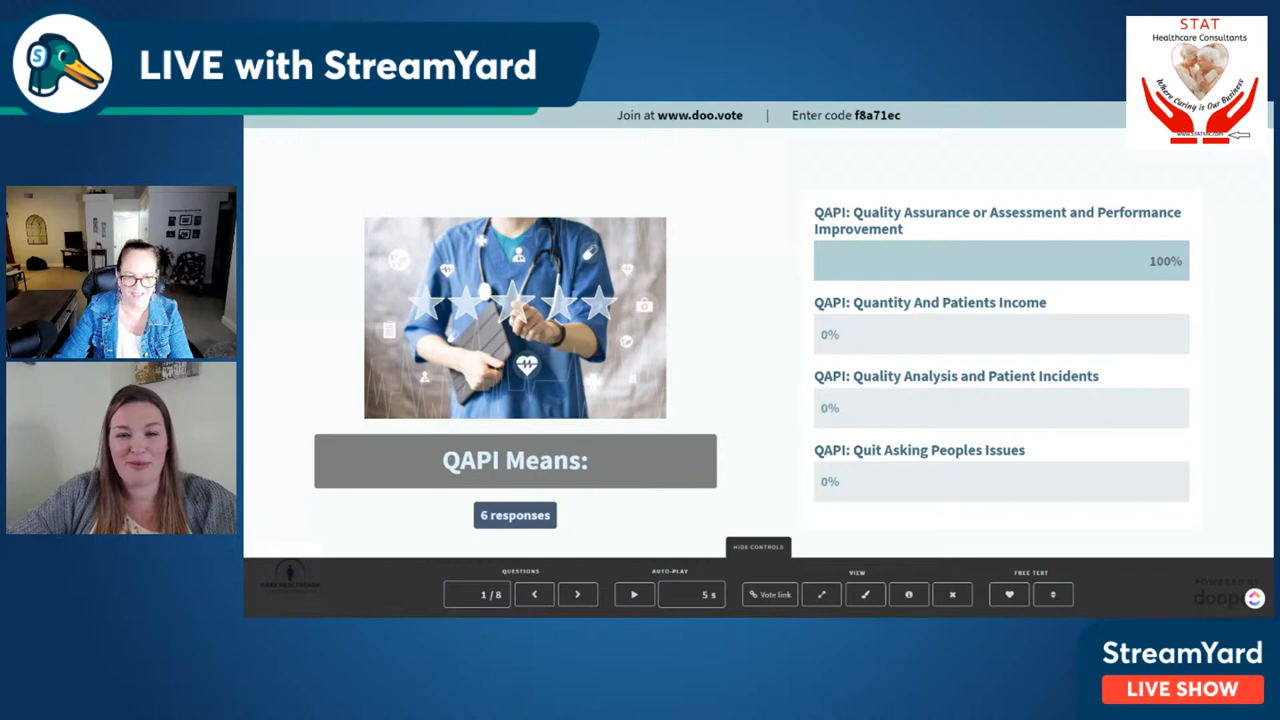 LIVE with StreamYard
STAT
Healthcare Consultants
Where Caring is Our Business
Join at www.doo.vote | Enter code f8a71ec
QAPI: Quality Assurance or Assessment and Performance
Improvement
100%
QAPI: Quantity And Patients Income
0%
QAPI: Quality Analysis and Patient Incidents
0%
QAPI: Quit Asking Peoples Issues
0%
QAPI Means:
6 responses
HIDE CONTROLS
QUESTIONS
AUTO-PLAY
VIEW
FREE TEXT
1 / 8
5 s
Vote link
POWERED BY
StreamYard
LIVE SHOW